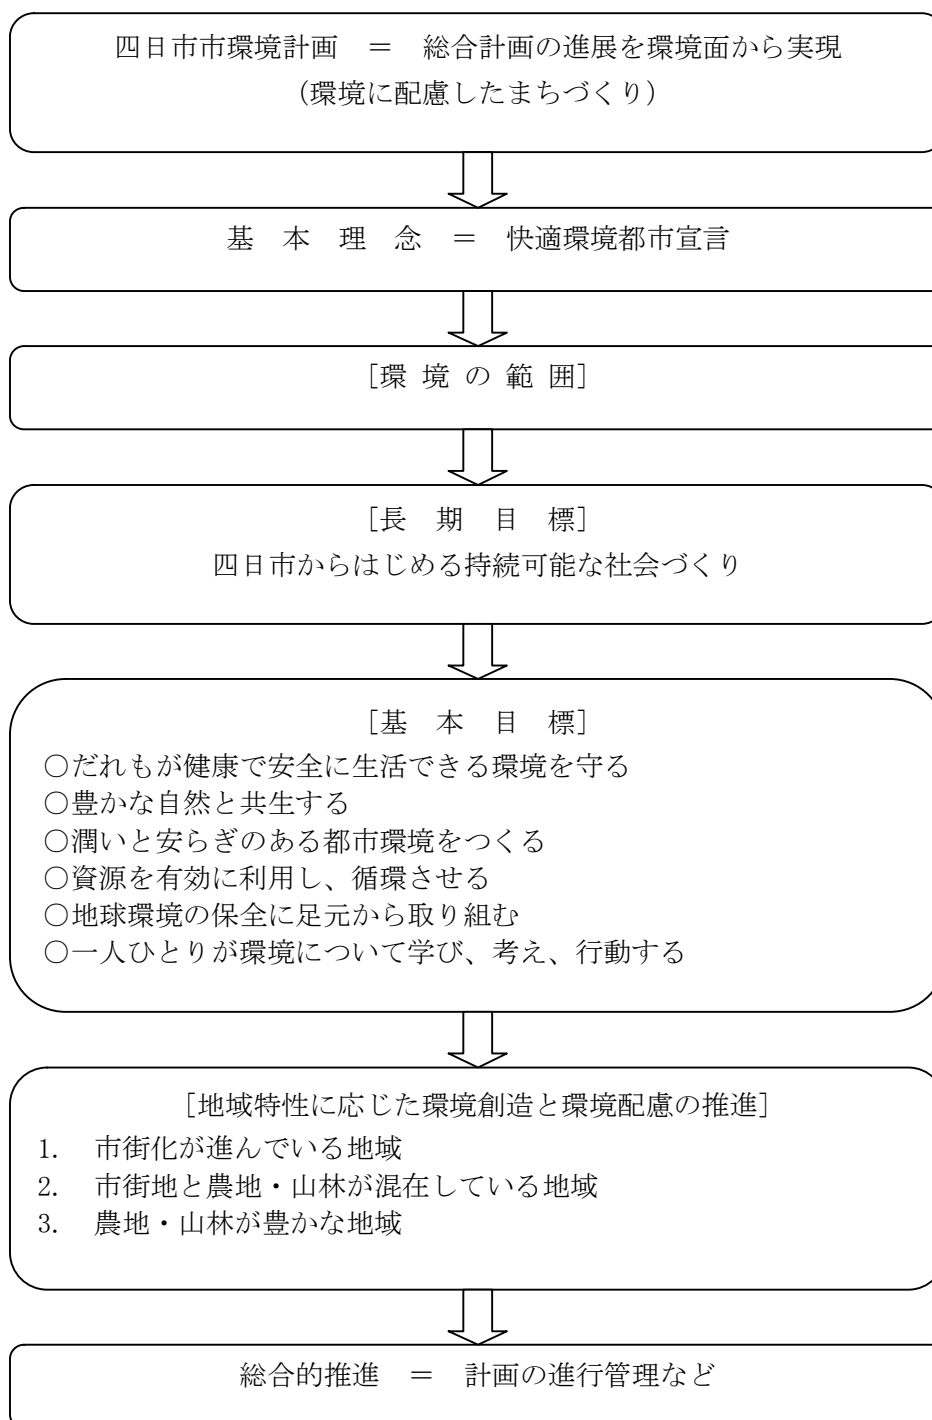 四日市市環境計画　＝　総合計画の進展を環境面から実現
（環境に配慮したまちづくり）
基　本　理　念　＝　快適環境都市宣言
［環 境 の 範 囲］
［長　期　目　標］
四日市からはじめる持続可能な社会づくり
［基　本　目　標］
○だれもが健康で安全に生活できる環境を守る
○豊かな自然と共生する
○潤いと安らぎのある都市環境をつくる
○資源を有効に利用し、循環させる
○地球環境の保全に足元から取り組む
○一人ひとりが環境について学び、考え、行動する
［地域特性に応じた環境創造と環境配慮の推進］
1.　市街化が進んでいる地域
2.　市街地と農地・山林が混在している地域
3.　農地・山林が豊かな地域
総合的推進　＝　計画の進行管理など